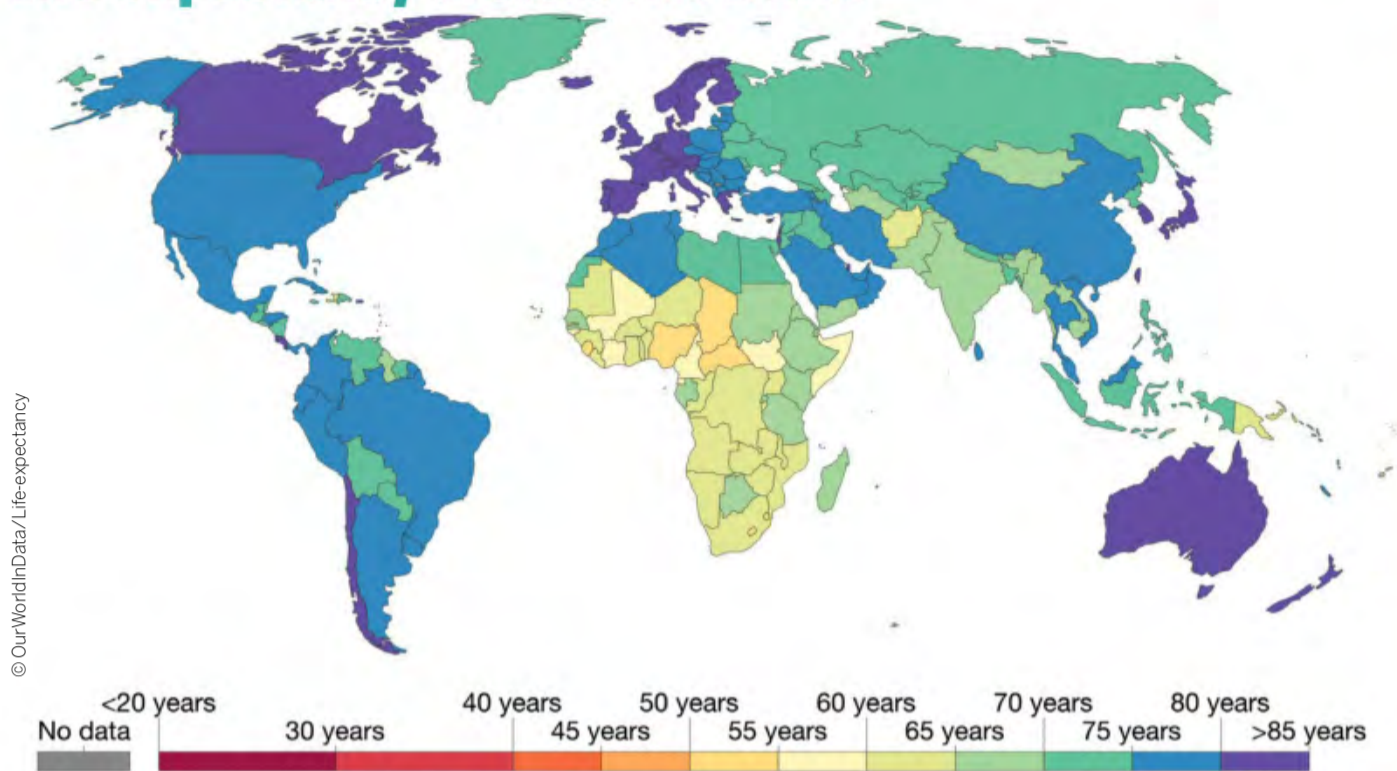 © OurWorldInData/Life-expectancy
<20 years 40 years 50 years 60 years 70 years 80 years
No data 30 years 45 years 55 years 65 years 75 years >85 years